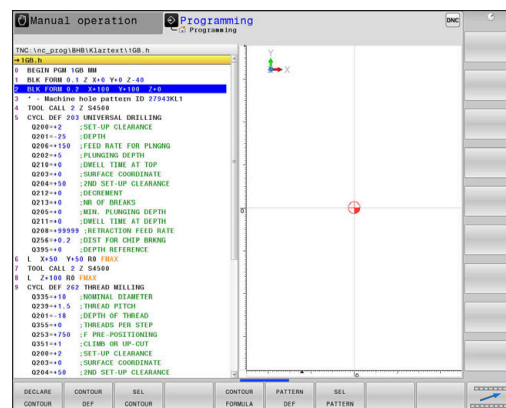 Manual operation
Programming
Programming
DNC
TNC:\nc_prog\BHB\Klartext\1GB.h
→1GB.h
0 BEGIN PGM 1GB MM
1 BLK FORM 0.1 Z X+0 Y+0 Z-40
2 BLK FORM 0.2 X+100 Y+100 Z+0
3 * - Machine hole pattern ID 27943KL1
4 TOOL CALL 2 Z S4500
5 CYCL DEF 203 UNIVERSAL DRILLING
Q200=+2 ;SET-UP CLEARANCE
Q201=-25 ;DEPTH
Q206=+150 ;FEED RATE FOR PLNGNG
Q202=+5 ;PLUNGING DEPTH
Q210=+0 ;DWELL TIME AT TOP
Q203=+0 ;SURFACE COORDINATE
Q204=+50 ;2ND SET-UP CLEARANCE
Q212=+0 ;DECREMENT
Q213=+0 ;NR OF BREAKS
Q205=+0 ;MIN. PLUNGING DEPTH
Q211=+0 ;DWELL TIME AT DEPTH
Q208=+99999 ;RETRACTION FEED RATE
Q256=+0.2 ;DIST FOR CHIP BRKNG
Q395=+0 ;DEPTH REFERENCE
6 L X+50 Y+50 R0 FMAX
7 TOOL CALL 2 Z S4500
8 L Z+100 R0 FMAX
9 CYCL DEF 262 THREAD MILLING
Q335=+10 ;NOMINAL DIAMETER
Q239=+1.5 ;THREAD PITCH
Q201=-18 ;DEPTH OF THREAD
Q355=+0 ;THREADS PER STEP
Q253=+750 ;F PRE-POSITIONING
Q351=+1 ;CLIMB OR UP-CUT
Q200=+2 ;SET-UP CLEARANCE
Q203=+0 ;SURFACE COORDINATE
Q204=+50 ;2ND SET-UP CLEARANCE
Y
X
0
0
DECLARE CONTOUR
CONTOUR DEF
SEL CONTOUR
CONTOUR FORMULA
PATTERN DEF
SEL PATTERN